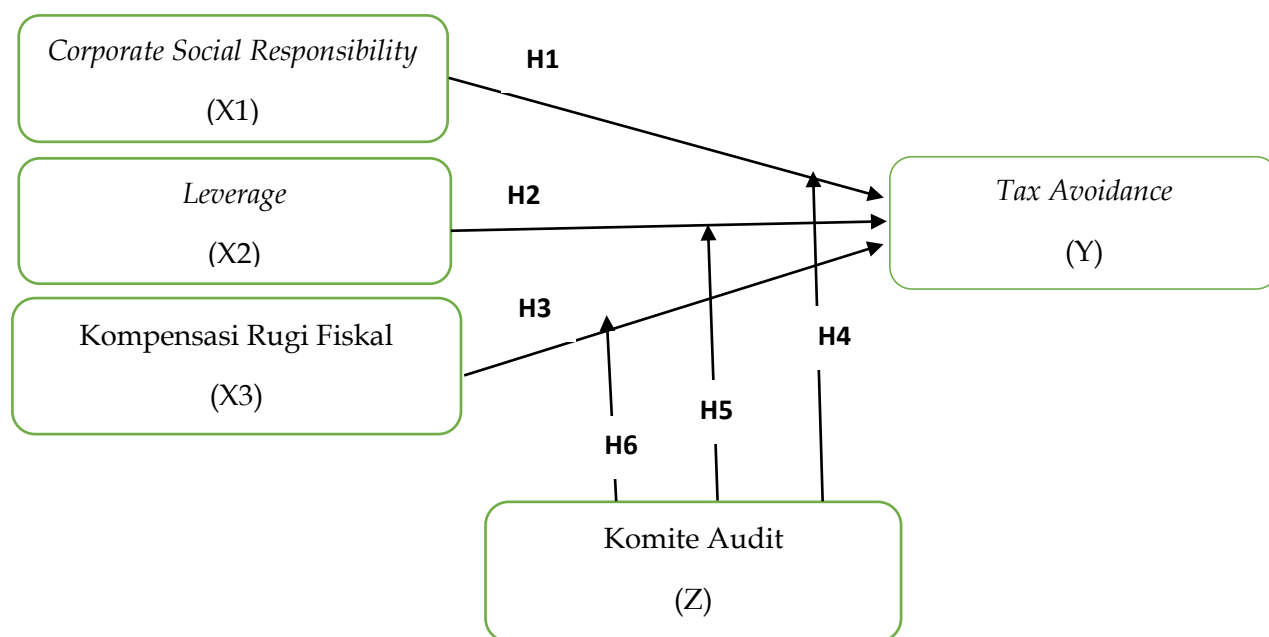 Corporate Social Responsibility
(X1)
H1
Leverage
(X2)
H2
Tax Avoidance
(Y)
Kompensasi Rugi Fiskal
(X3)
H3
H4
H5
H6
Komite Audit
(Z)